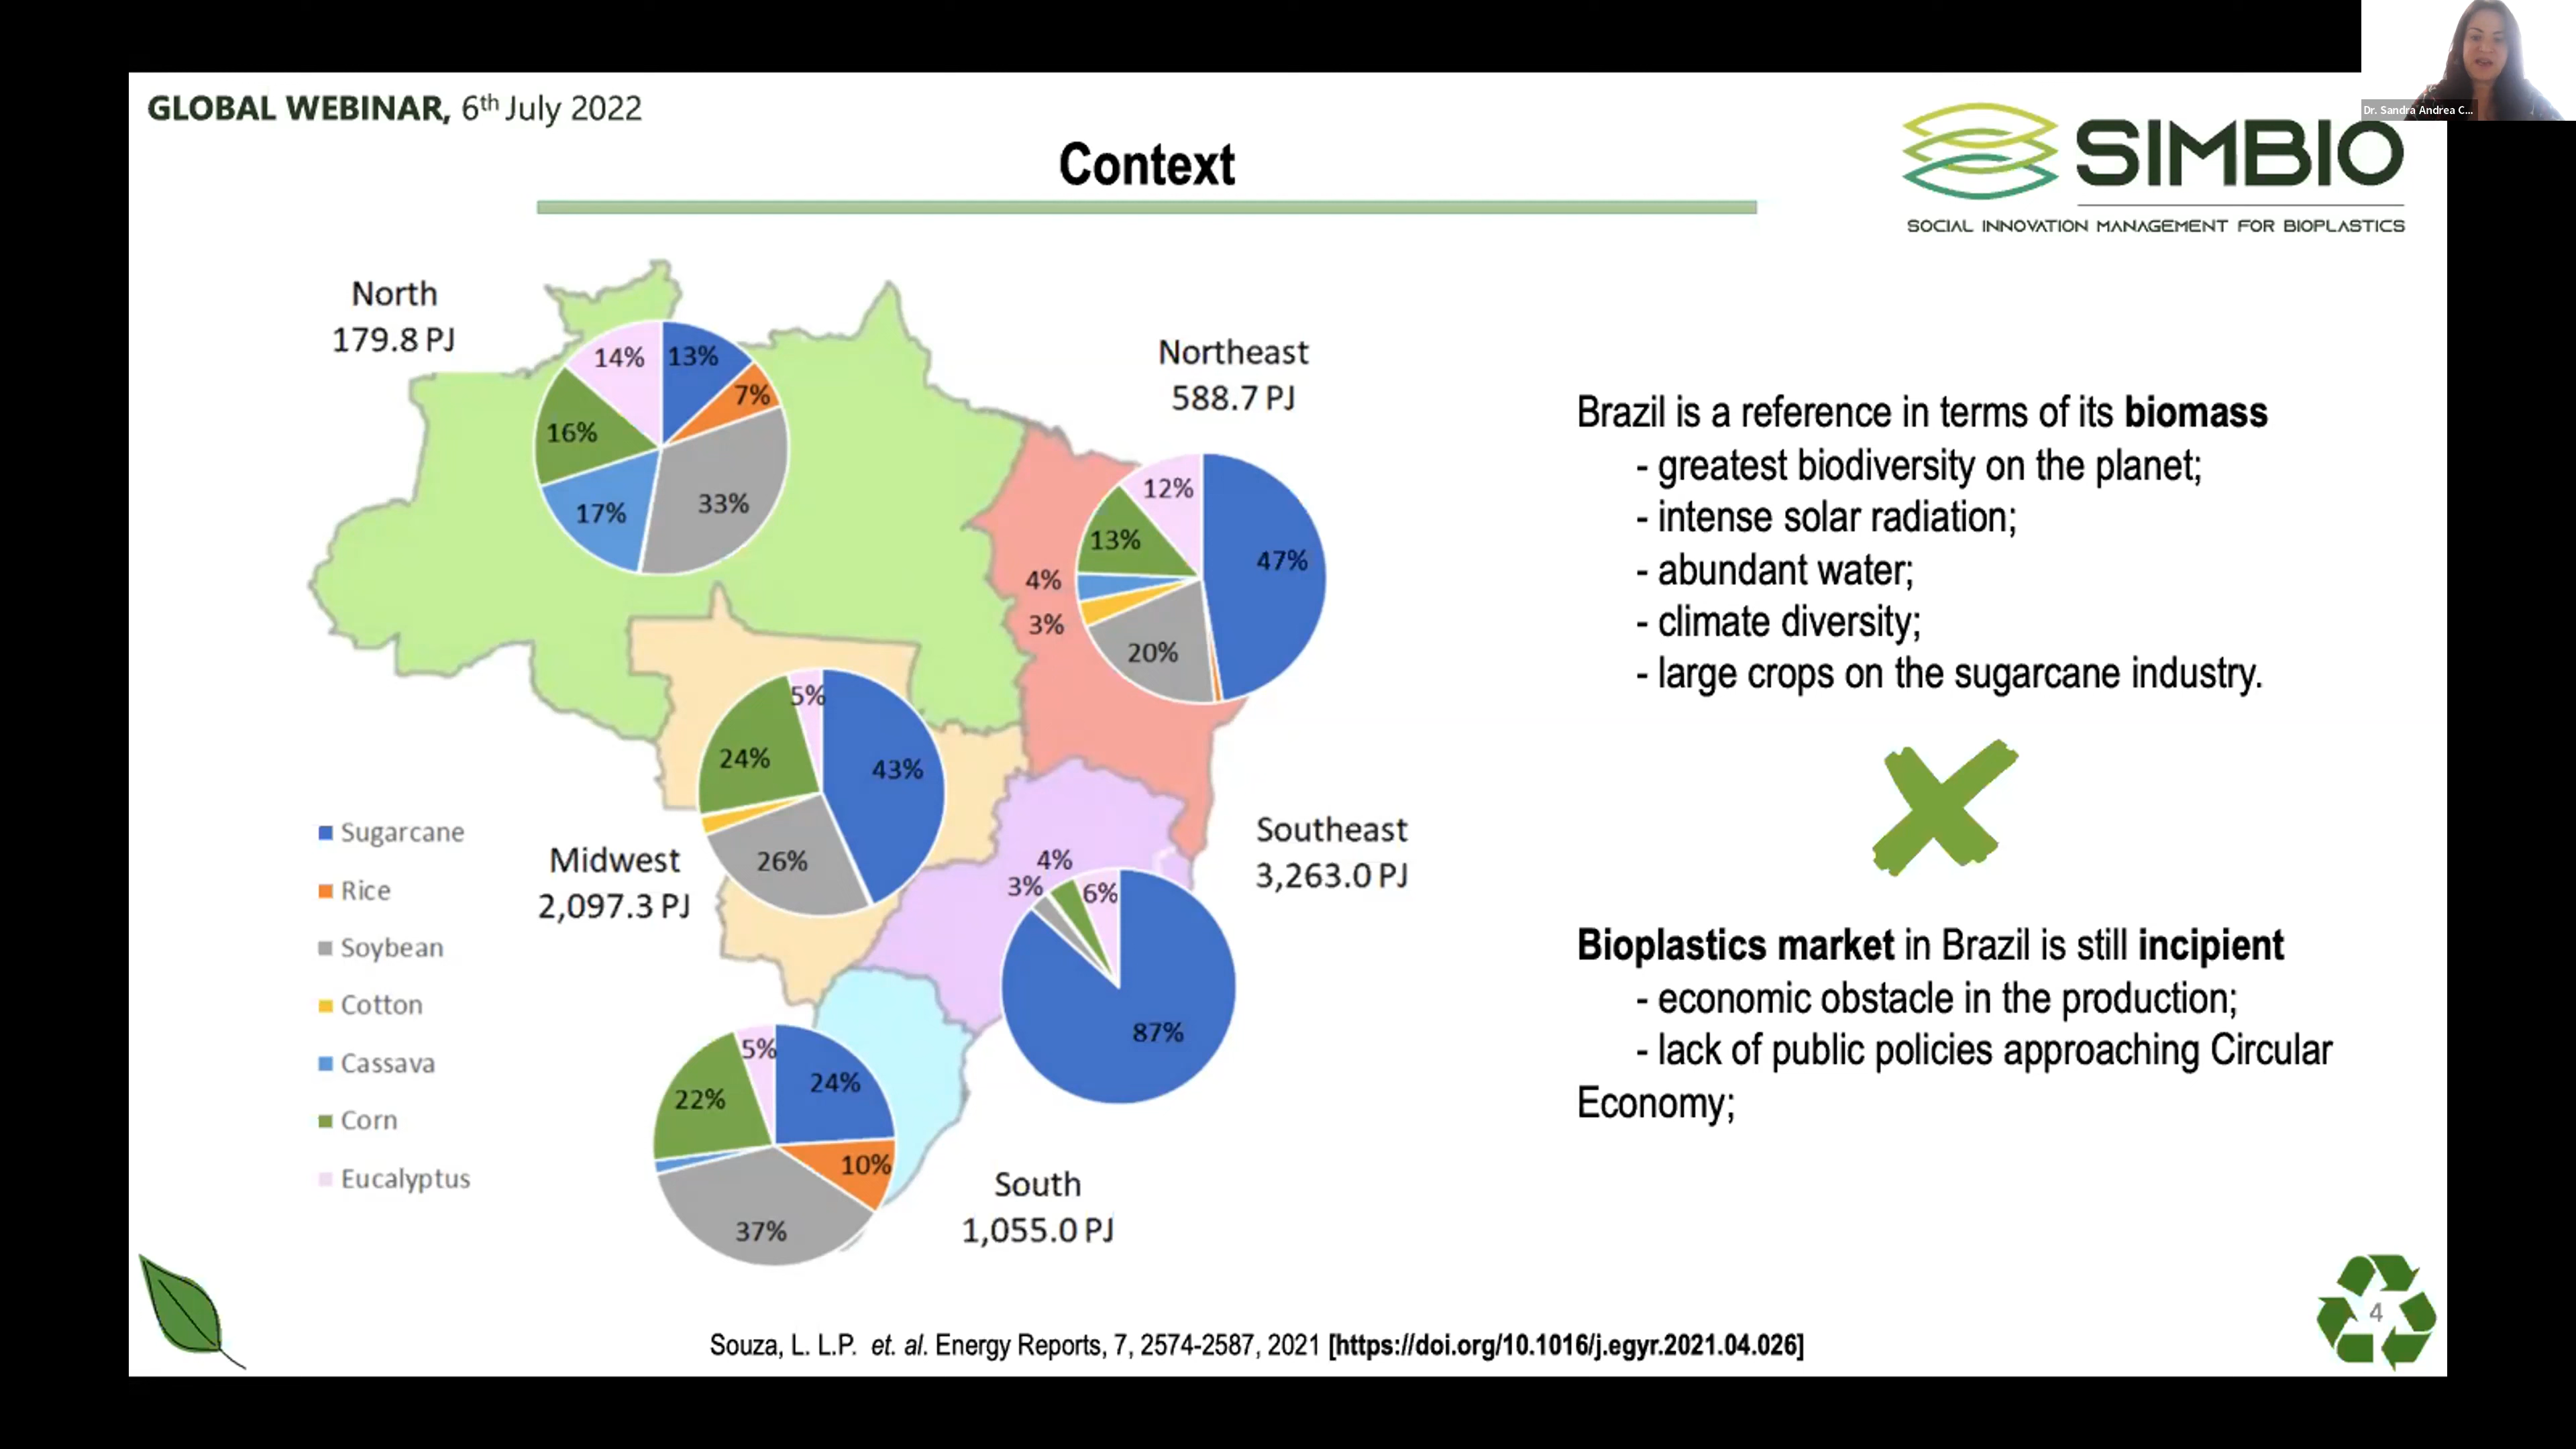 Dr. Sandra Andrea C...
GLOBAL WEBINAR, 6th July 2022
SIMBIO
SOCIAL INNOVATION MANAGEMENT FOR BIOPLASTICS
Context
North
179.8 PJ
14%
13%
7%
16%
17%
33%
Northeast
588.7 PJ
12%
13%
47%
4%
3%
20%
Midwest
2,097.3 PJ
5%
24%
43%
26%
Southeast
3,263.0 PJ
4%
3%
6%
87%
South
1,055.0 PJ
5%
24%
22%
10%
37%
Sugarcane
Rice
Soybean
Cotton
Cassava
Corn
Eucalyptus
Brazil is a reference in terms of its biomass
- greatest biodiversity on the planet;
- intense solar radiation;
- abundant water;
- climate diversity;
- large crops on the sugarcane industry.
Bioplastics market in Brazil is still incipient
- economic obstacle in the production;
- lack of public policies approaching Circular
Economy;
Souza, L. L.P. et. al. Energy Reports, 7, 2574-2587, 2021 [https://doi.org/10.1016/j.egyr.2021.04.026]
4